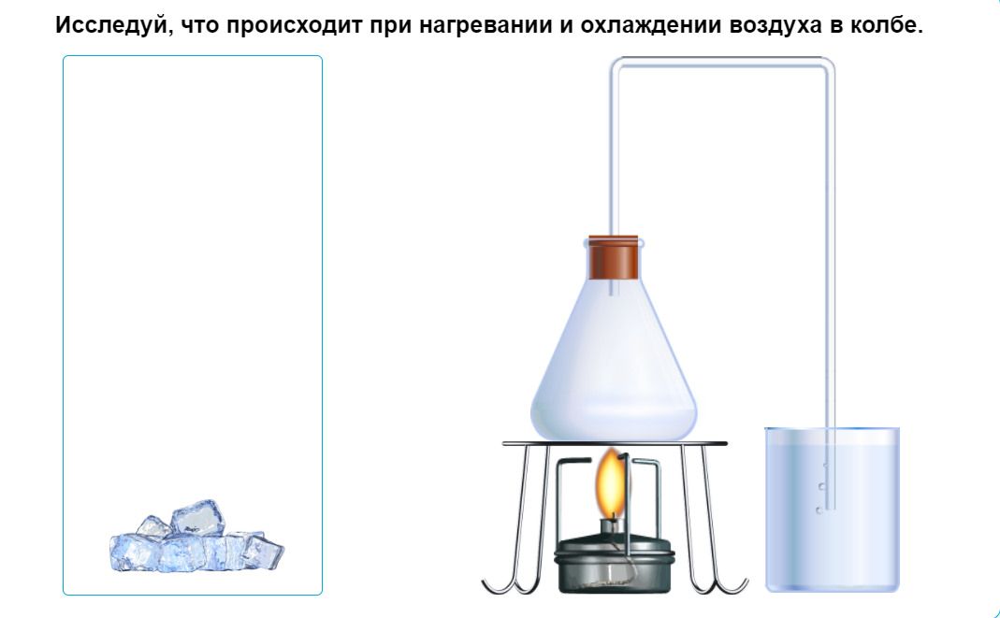 Исследуй, что происходит при нагревании и охлаждении воздуха в колбе.